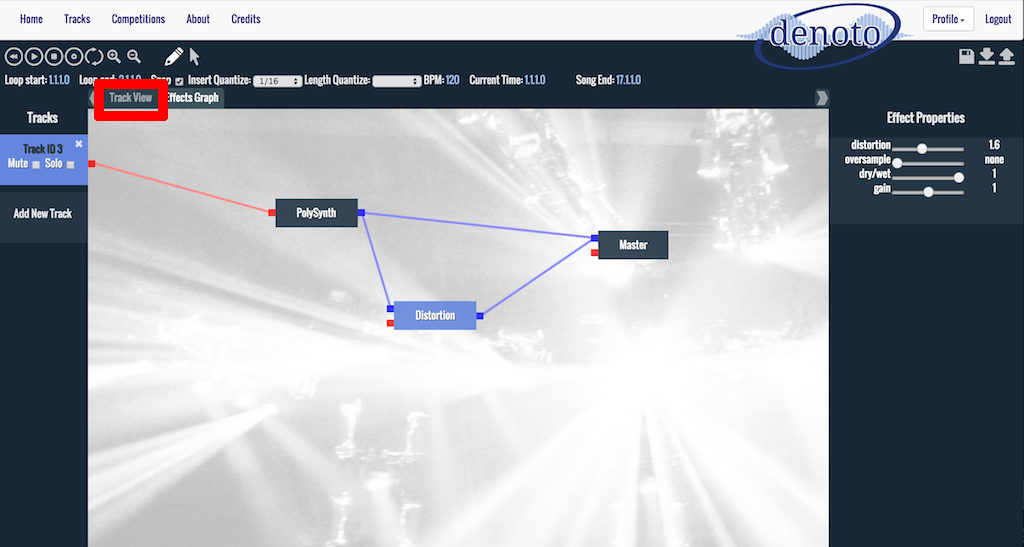 Home Tracks Competitions About Credits denoto Profile Logout
Loop start: 1.1.1.0 Loop end: 2.1.1.0 Snap Insert Quantize: 1/16 Length Quantize: BPM: 120 Current Time: 1.1.1.0 Song End: 17.1.1.0
Track View Effects Graph
Tracks
Track ID 3
Mute Solo
Add New Track
PolySynth
Master
Distortion
Effect Properties
distortion 1.6
oversample none
dry/wet 1
gain 1